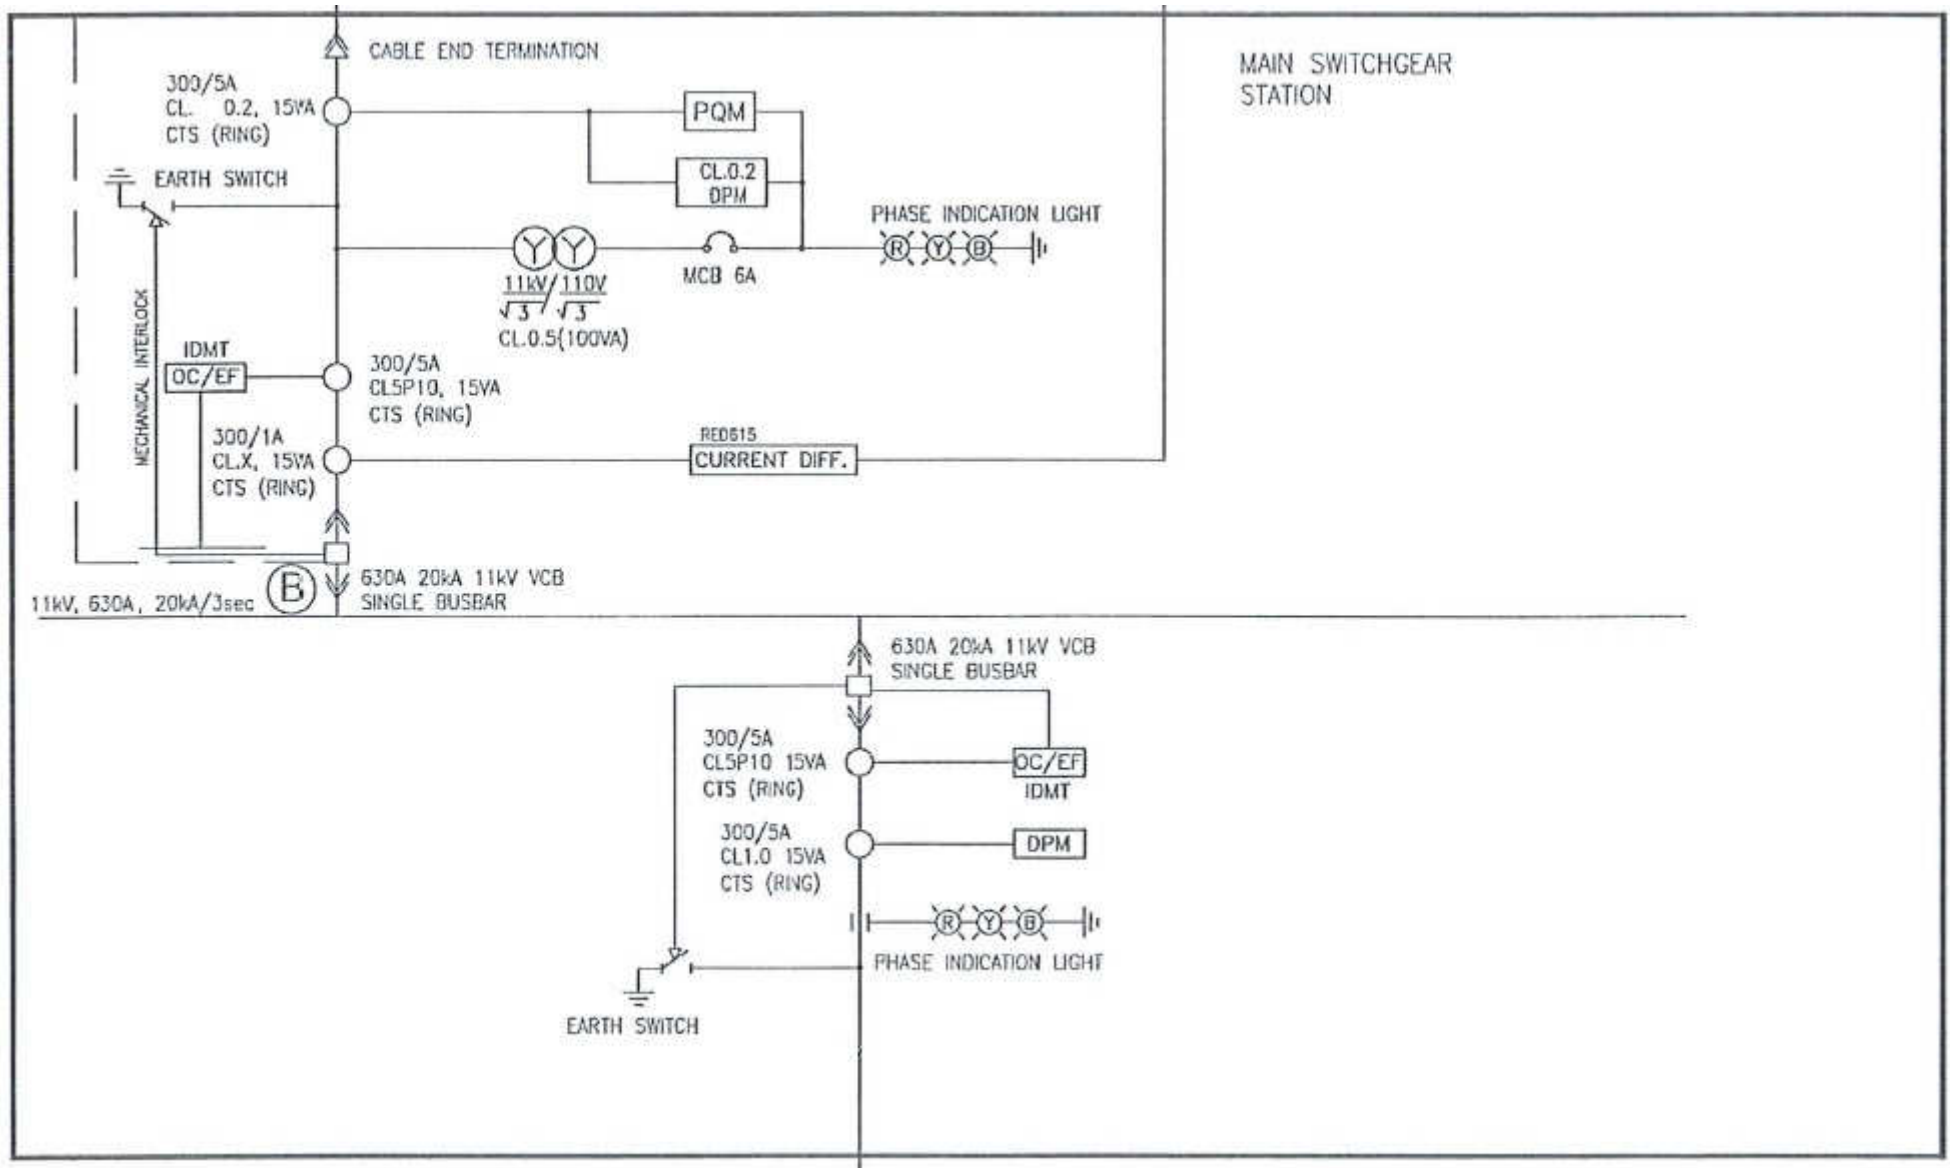 CABLE END TERMINATION
MAIN SWITCHGEAR
STATION
300/5A
CL. 0.2, 15VA
CTS (RING)
PQM
CL.0.2
DPM
EARTH SWITCH
PHASE INDICATION LIGHT
R Y B
Y Y
MCB 6A
11kV/110V
√3 / √3
CL.0.5(100VA)
MECHANICAL INTERLOCK
IDMT
OC/EF
300/5A
CL5P10, 15VA
CTS (RING)
300/1A
CL.X, 15VA
CTS (RING)
RED615
CURRENT DIFF.
B
630A 20kA 11kV VCB
SINGLE BUSBAR
11kV, 630A, 20kA/3sec
630A 20kA 11kV VCB
SINGLE BUSBAR
300/5A
CL5P10 15VA
CTS (RING)
OC/EF
IDMT
300/5A
CL1.0 15VA
CTS (RING)
DPM
R Y B
PHASE INDICATION LIGHT
EARTH SWITCH